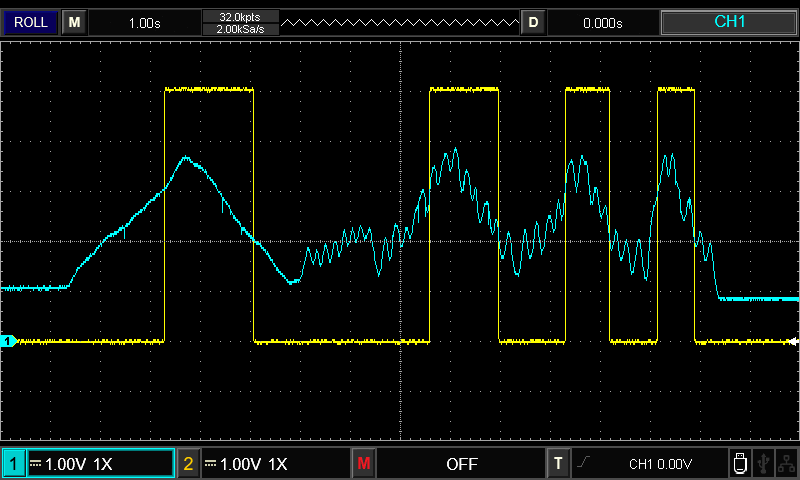 ROLL M 1.00s 32.0kpts D 0.000s CH1
2.00kSa/s
1
1 1.00V 1X 2 1.00V 1X M OFF T CH1 0.00V